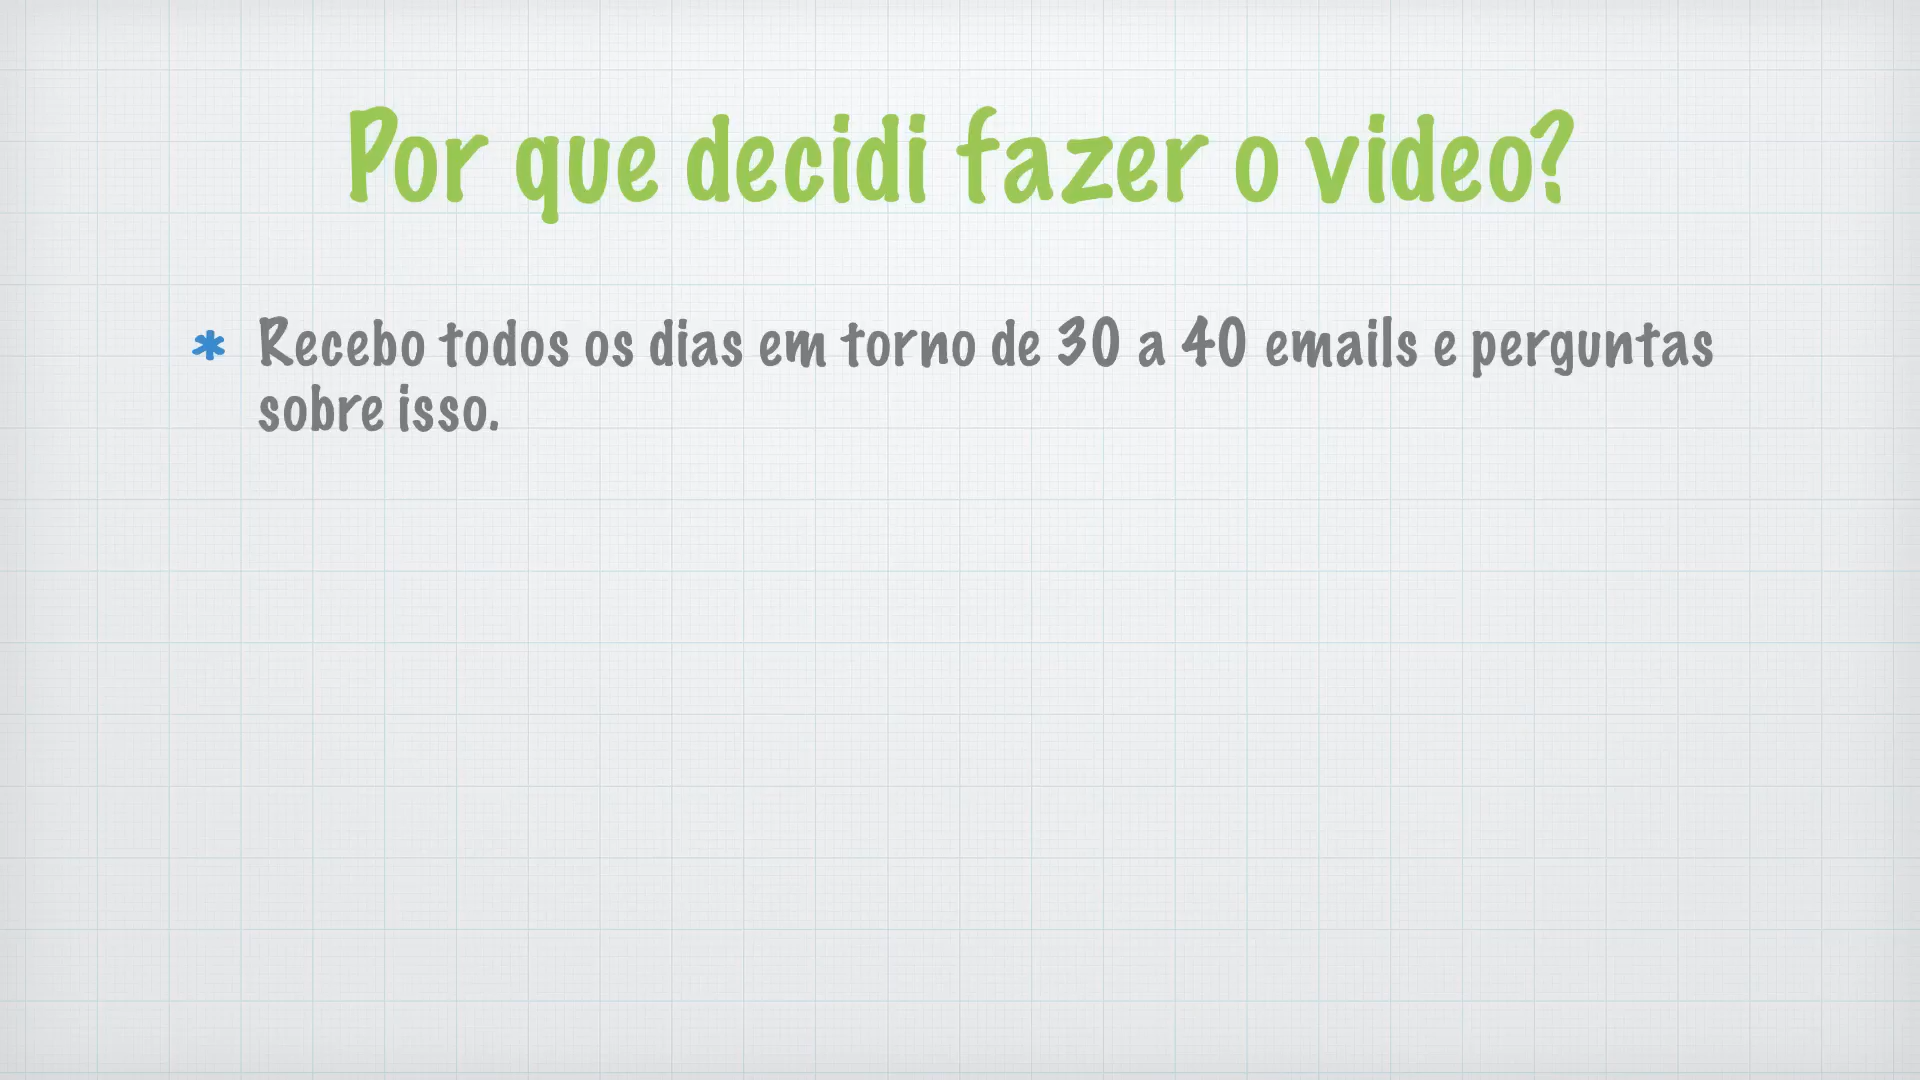 Por que decidi fazer o video?
* Recebo todos os dias em torno de 30 a 40 emails e perguntas
sobre isso.